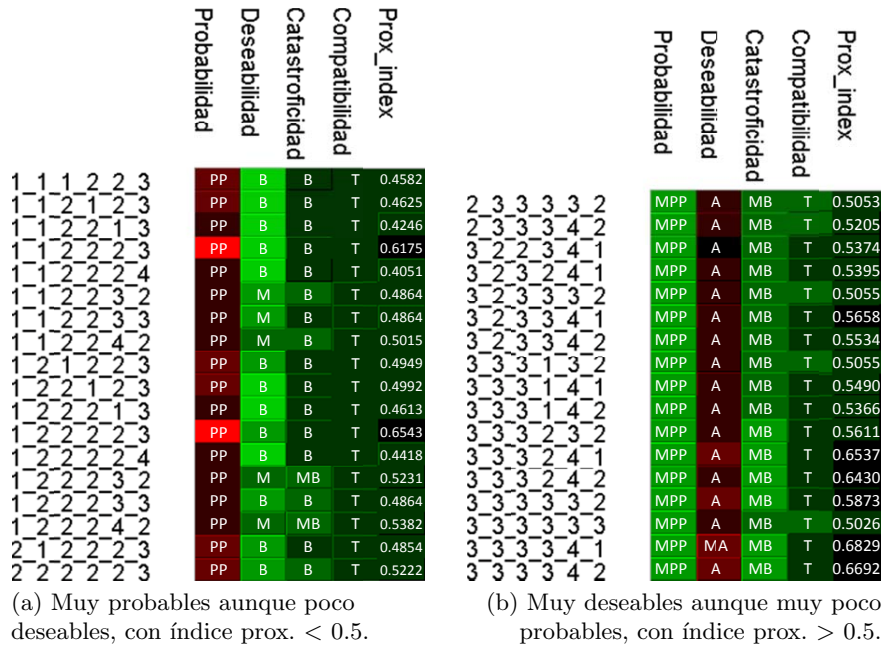 Probabilidad Deseabilidad Catastroficidad Compatibilidad Prox_index
1_1_1_2_2_3 PP B B T 0.4582
1_1_2_1_2_3 PP B B T 0.4625
1_1_2_2_1_3 PP B B T 0.4246
1_1_2_2_2_3 PP B B T 0.6175
1_1_2_2_2_4 PP B B T 0.4051
1_1_2_2_3_2 PP M B T 0.4864
1_1_2_2_3_3 PP M B T 0.4864
1_1_2_2_4_2 PP M B T 0.5015
1_2_1_2_2_3 PP B B T 0.4949
1_2_2_1_2_3 PP B B T 0.4992
1_2_2_2_1_3 PP B B T 0.4613
1_2_2_2_2_3 PP B B T 0.6543
1_2_2_2_2_4 PP B B T 0.4418
1_2_2_2_3_2 PP M MB T 0.5231
1_2_2_2_3_3 PP B B T 0.4864
1_2_2_2_4_2 PP M MB T 0.5382
2_1_2_2_2_3 PP B B T 0.4854
2_2_2_2_2_3 PP B B T 0.5222
(a) Muy probables aunque poco
deseables, con índice prox. < 0.5.
Probabilidad Deseabilidad Catastroficidad Compatibilidad Prox_index
2_3_3_3_3_2 MPP A MB T 0.5053
2_3_3_3_4_2 MPP A MB T 0.5205
3_2_2_3_4_1 MPP A MB T 0.5374
3_2_3_2_4_1 MPP A MB T 0.5395
3_2_3_3_3_2 MPP A MB T 0.5055
3_2_3_3_4_1 MPP A MB T 0.5658
3_2_3_3_4_2 MPP A MB T 0.5534
3_3_3_1_3_2 MPP A MB T 0.5055
3_3_3_1_4_1 MPP A MB T 0.5490
3_3_3_1_4_2 MPP A MB T 0.5366
3_3_3_2_3_2 MPP A MB T 0.5611
3_3_3_2_4_1 MPP A MB T 0.6537
3_3_3_2_4_2 MPP A MB T 0.6430
3_3_3_3_3_2 MPP A MB T 0.5873
3_3_3_3_3_3 MPP A MB T 0.5026
3_3_3_3_4_1 MPP MA MB T 0.6829
3_3_3_3_4_2 MPP A MB T 0.6692
(b) Muy deseables aunque muy poco
probables, con índice prox. > 0.5.